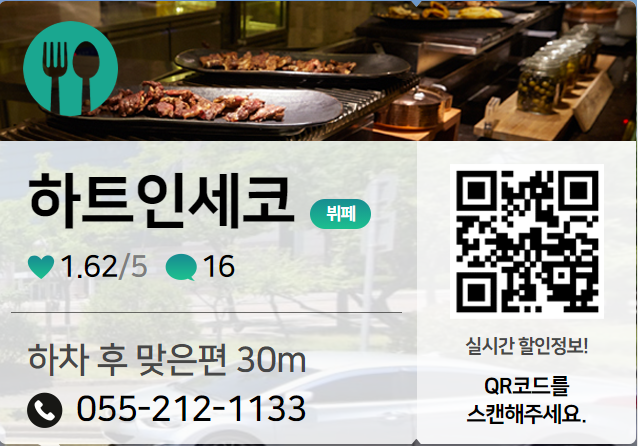 하트인세코 뷔페
1.62/5 16
하차 후 맞은편 30m
055-212-1133
실시간 할인정보!
QR코드를
스캔해주세요.